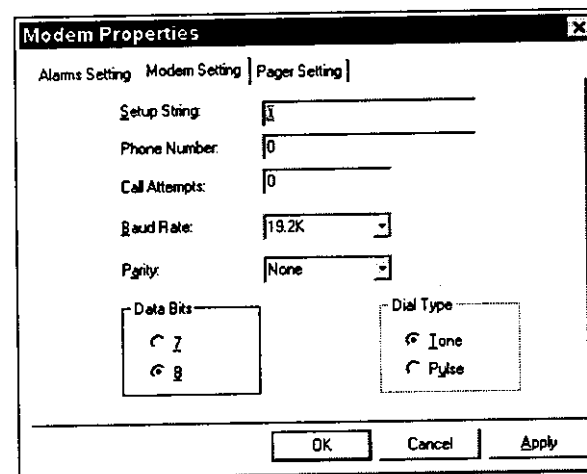 Modem Properties
Alarms Setting Modem Setting Pager Setting
Setup String:
Phone Number: 0
Call Attempts: 0
Baud Rate: 19.2K
Parity: None
Data Bits Dial Type
7 Tone
8 Pulse
OK Cancel Apply